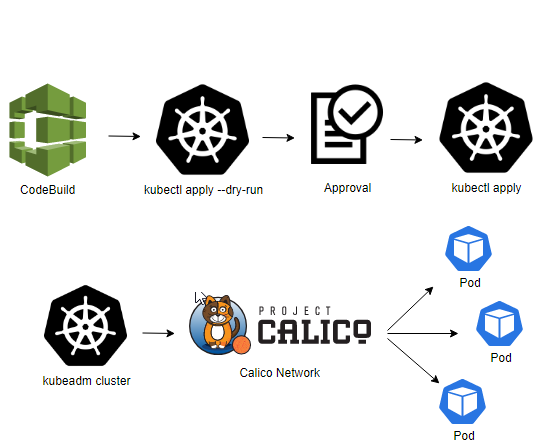 CodeBuild
kubectl apply --dry-run
Approval
kubectl apply
Pod
PROJECT
CALICO
Pod
kubeadm cluster
Calico Network
Pod